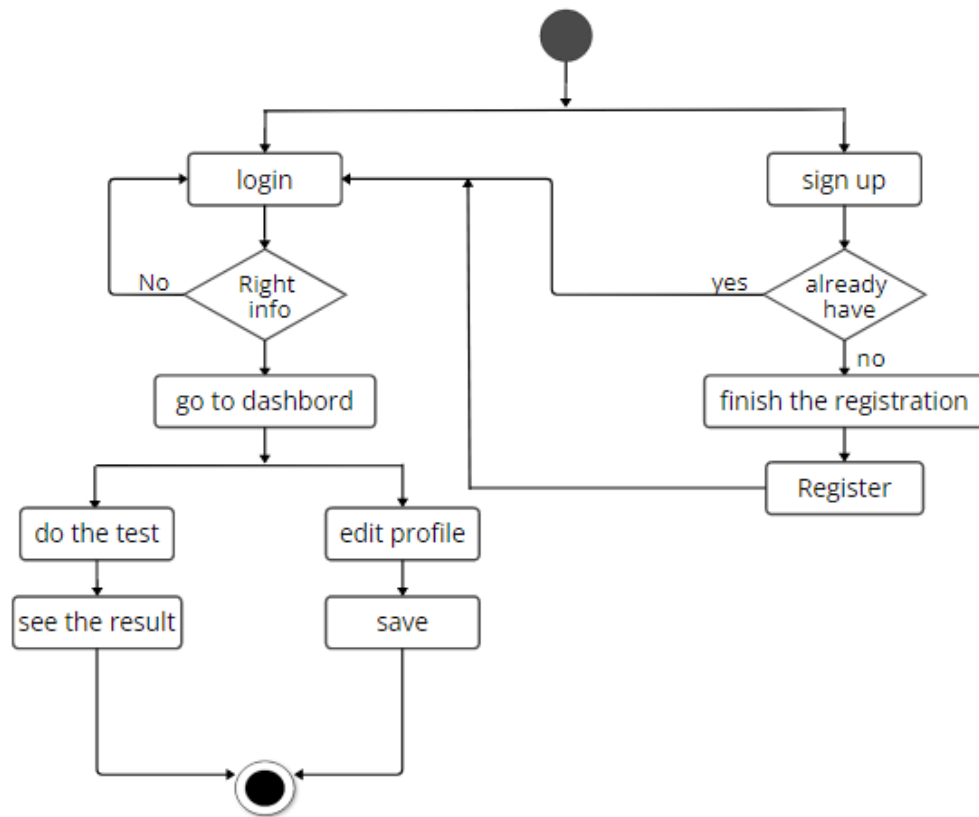 login
sign up
No
Right
info
yes
already
have
no
go to dashbord
finish the registration
Register
do the test
edit profile
see the result
save